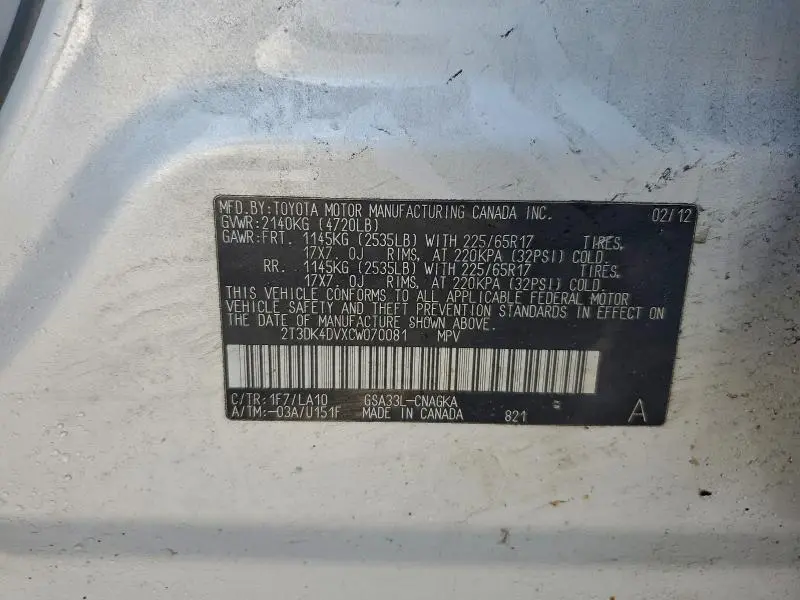 MFD.BY:TOYOTA MOTOR MANUFACTURING CANADA INC. 02/12
GVWR:2140KG (4720LB)
GAWR:FRT. 1145KG (2535LB) WITH 225/65R17 TIRES,
17X7.0J RIMS, AT 220KPA (32PSI) COLD.
RR. 1145KG (2535LB) WITH 225/65R17 TIRES,
17X7.0J RIMS, AT 220KPA (32PSI) COLD.
THIS VEHICLE CONFORMS TO ALL APPLICABLE FEDERAL MOTOR
VEHICLE SAFETY AND THEFT PREVENTION STANDARDS IN EFFECT ON
THE DATE OF MANUFACTURE SHOWN ABOVE.
2T3DK4DVXCW070081 MPV
C/TR:1F7/LA10 GSA33L-CNAGKA
A/TM:-03A/U151F MADE IN CANADA 821 A